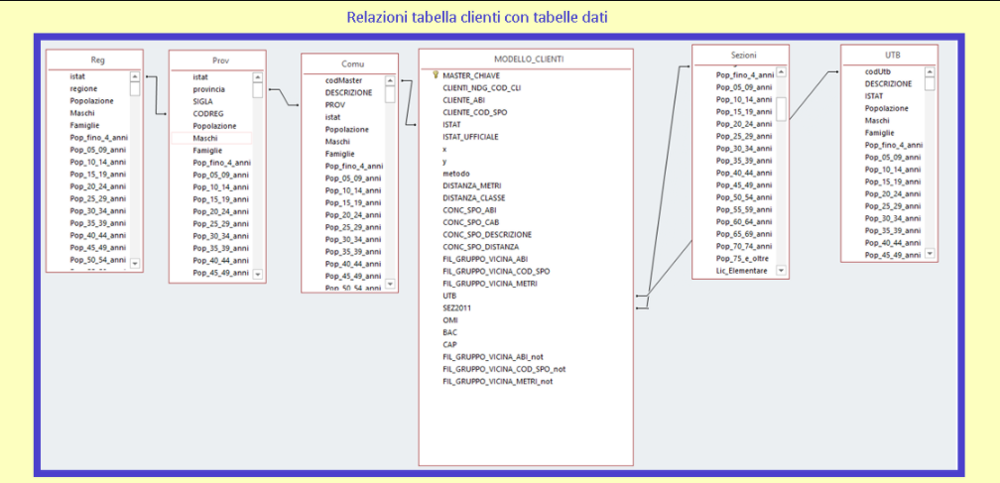 Relazioni tabella clienti con tabelle dati
Reg
istat
regione
Popolazione
Maschi
Famiglie
Pop_fino_4_anni
Pop_05_09_anni
Pop_10_14_anni
Pop_15_19_anni
Pop_20_24_anni
Pop_25_29_anni
Pop_30_34_anni
Pop_35_39_anni
Pop_40_44_anni
Pop_45_49_anni
Pop_50_54_anni
Prov
istat
provincia
SIGLA
CODREG
Popolazione
Maschi
Famiglie
Pop_fino_4_anni
Pop_05_09_anni
Pop_10_14_anni
Pop_15_19_anni
Pop_20_24_anni
Pop_25_29_anni
Pop_30_34_anni
Pop_35_39_anni
Pop_40_44_anni
Pop_45_49_anni
Comu
codMaster
DESCRIZIONE
PROV
istat
Popolazione
Maschi
Famiglie
Pop_fino_4_anni
Pop_05_09_anni
Pop_10_14_anni
Pop_15_19_anni
Pop_20_24_anni
Pop_25_29_anni
Pop_30_34_anni
Pop_35_39_anni
Pop_40_44_anni
Pop_45_49_anni
Pop_50_54_anni
MODELLO_CLIENTI
MASTER_CHIAVE
CLIENTI_NDG_COD_CLI
CLIENTE_ABI
CLIENTE_COD_SPO
ISTAT
ISTAT_UFFICIALE
x
y
metodo
DISTANZA_METRI
DISTANZA_CLASSE
CONC_SPO_ABI
CONC_SPO_CAB
CONC_SPO_DESCRIZIONE
CONC_SPO_DISTANZA
FIL_GRUPPO_VICINA_ABI
FIL_GRUPPO_VICINA_COD_SPO
FIL_GRUPPO_VICINA_METRI
UTB
SEZ2011
OMI
BAC
CAP
FIL_GRUPPO_VICINA_ABI_not
FIL_GRUPPO_VICINA_COD_SPO_not
FIL_GRUPPO_VICINA_METRI_not
Sezioni
Pop_fino_4_anni
Pop_05_09_anni
Pop_10_14_anni
Pop_15_19_anni
Pop_20_24_anni
Pop_25_29_anni
Pop_30_34_anni
Pop_35_39_anni
Pop_40_44_anni
Pop_45_49_anni
Pop_50_54_anni
Pop_55_59_anni
Pop_60_64_anni
Pop_65_69_anni
Pop_70_74_anni
Pop_75_e_oltre
Lic_Elementare
UTB
codUtb
DESCRIZIONE
ISTAT
Popolazione
Maschi
Famiglie
Pop_fino_4_anni
Pop_05_09_anni
Pop_10_14_anni
Pop_15_19_anni
Pop_20_24_anni
Pop_25_29_anni
Pop_30_34_anni
Pop_35_39_anni
Pop_40_44_anni
Pop_45_49_anni